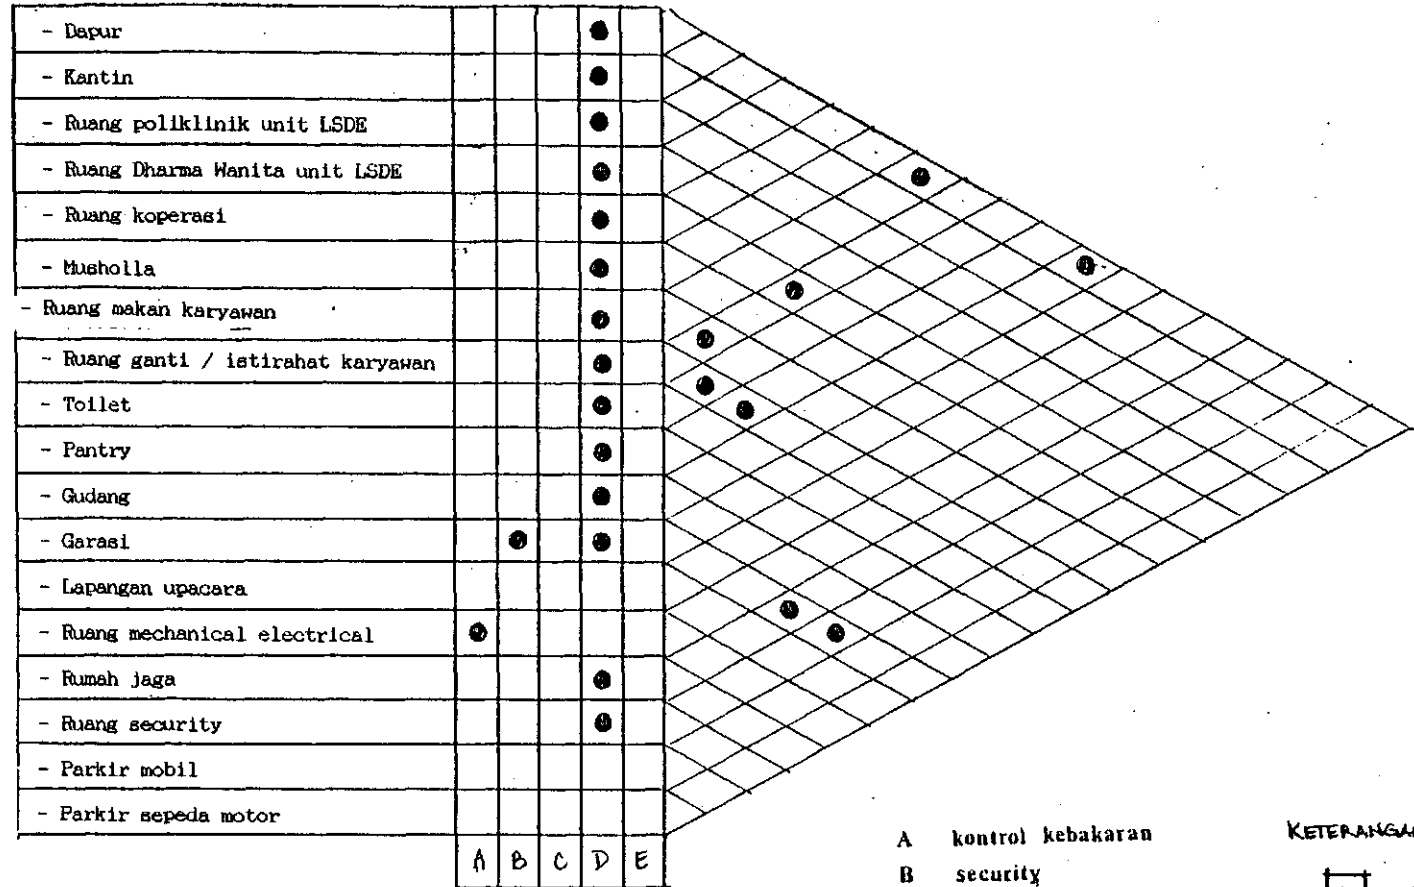 - Dapur
- Kantin
- Ruang poliklinik unit LSDE
- Ruang Dharma Wanita unit LSDE
- Ruang koperasi
- Musholla
- Ruang makan karyawan
- Ruang ganti / istirahat karyawan
- Toilet
- Pantry
- Gudang
- Garasi
- Lapangan upacara
- Ruang mechanical electrical
- Rumah jaga
- Ruang security
- Parkir mobil
- Parkir sepeda motor
A B C D E
A kontrol kebakaran
B security